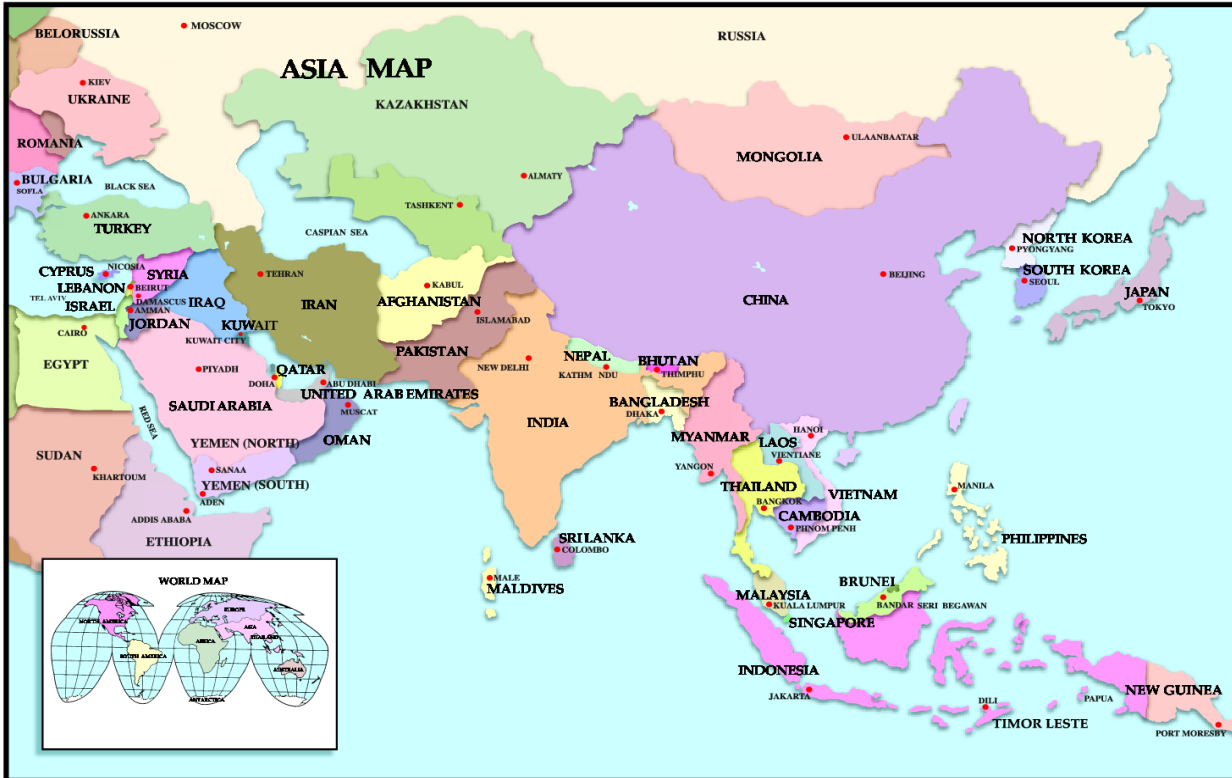 MOSCOW
RUSSIA
BELORUSSIA
ASIA MAP
KIEV
UKRAINE
KAZAKHSTAN
ROMANIA
ULAANBAATAR
MONGOLIA
BULGARIA
SOFLA
BLACK SEA
ALMATY
TASHKENT
ANKARA
TURKEY
CASPIAN SEA
NORTH KOREA
PYONGYANG
CYPRUS
NICOSIA
SYRIA
TEHRAN
BEIJING
SOUTH KOREA
SEOUL
LEBANON
BEIRUT
KABUL
AFGHANISTAN
CHINA
JAPAN
TOKYO
TEL AVIV
ISRAEL
DAMASCUS
IRAQ
IRAN
AMMAN
JORDAN
ISLAMABAD
CAIRO
KUWAIT
KUWAIT CITY
PAKISTAN
EGYPT
PIYADH
QATAR
DOHA
ABU DHABI
UNITED ARAB EMIRATES
NEW DELHI
NEPAL
KATHM NDU
BHUTAN
THIMPHU
SAUDI ARABIA
MUSCAT
BANGLADESH
DHAKA
INDIA
RED SEA
YEMEN (NORTH)
OMAN
MYANMAR
LAOS
HANOI
VIENTIANE
SUDAN
KHARTOUM
SANAA
YEMEN (SOUTH)
ADEN
YANGON
THAILAND
BANGKOK
VIETNAM
MANILA
ADDIS ABABA
CAMBODIA
PHNOM PENH
ETHIOPIA
SRI LANKA
COLOMBO
PHILIPPINES
MALE
MALDIVES
MALAYSIA
KUALA LUMPUR
BRUNEI
BANDAR SERI BEGAWAN
SINGAPORE
INDONESIA
JAKARTA
DILI
TIMOR LESTE
PAPUA
NEW GUINEA
PORT MORESBY
WORLD MAP
NORTH AMERICA
EUROPE
ASIA
THAILAND
AFRICA
SOUTH AMERICA
AUSTRALIA
ANTARCTICA